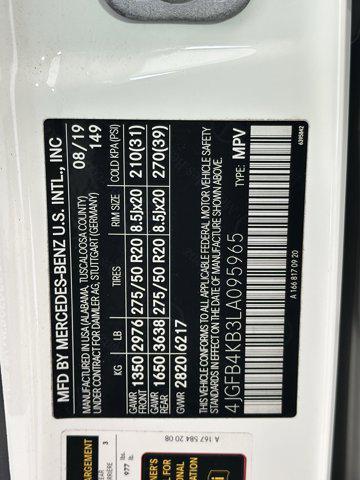 MFD BY MERCEDES-BENZ U.S. INTL., INC
MANUFACTURED IN USA (ALABAMA, TUSCALOOSA COUNTY)
UNDER CONTRACT FOR DAIMLER AG, STUTTGART (GERMANY)
08/19
149
KG LB TIRES RIM SIZE COLD KPA(PSI)
GAWR 1350 2976 275/50 R20 8.5Jx20 210(31)
GAWR 1650 3638 275/50 R20 8.5Jx20 270(39)
GVWR 2820 6217
THIS VEHICLE CONFORMS TO ALL APPLICABLE FEDERAL MOTOR VEHICLE SAFETY
STANDARDS IN EFFECT ON THE DATE OF MANUFACTURE SHOWN ABOVE.
TYPE: MPV
4JGFB4KB3LA095965
A 166 817 09 20
6395842
A 167 584 20 08
3
977 lbs.